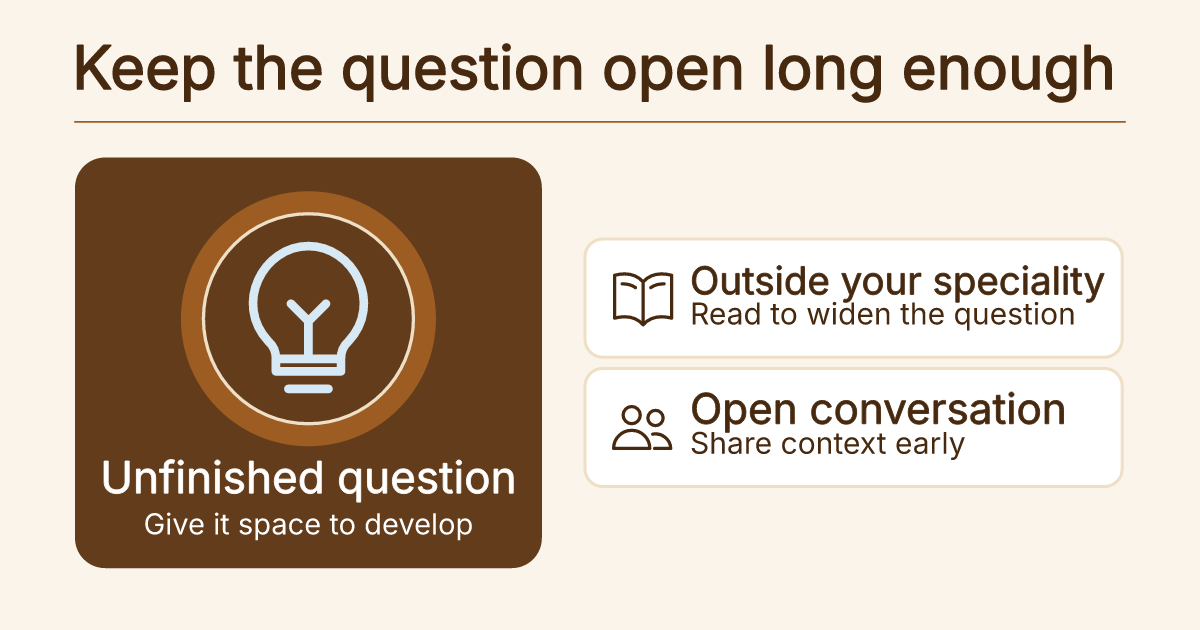 Keep the question open long enough
Unfinished question
Give it space to develop
Outside your speciality
Read to widen the question
Open conversation
Share context early